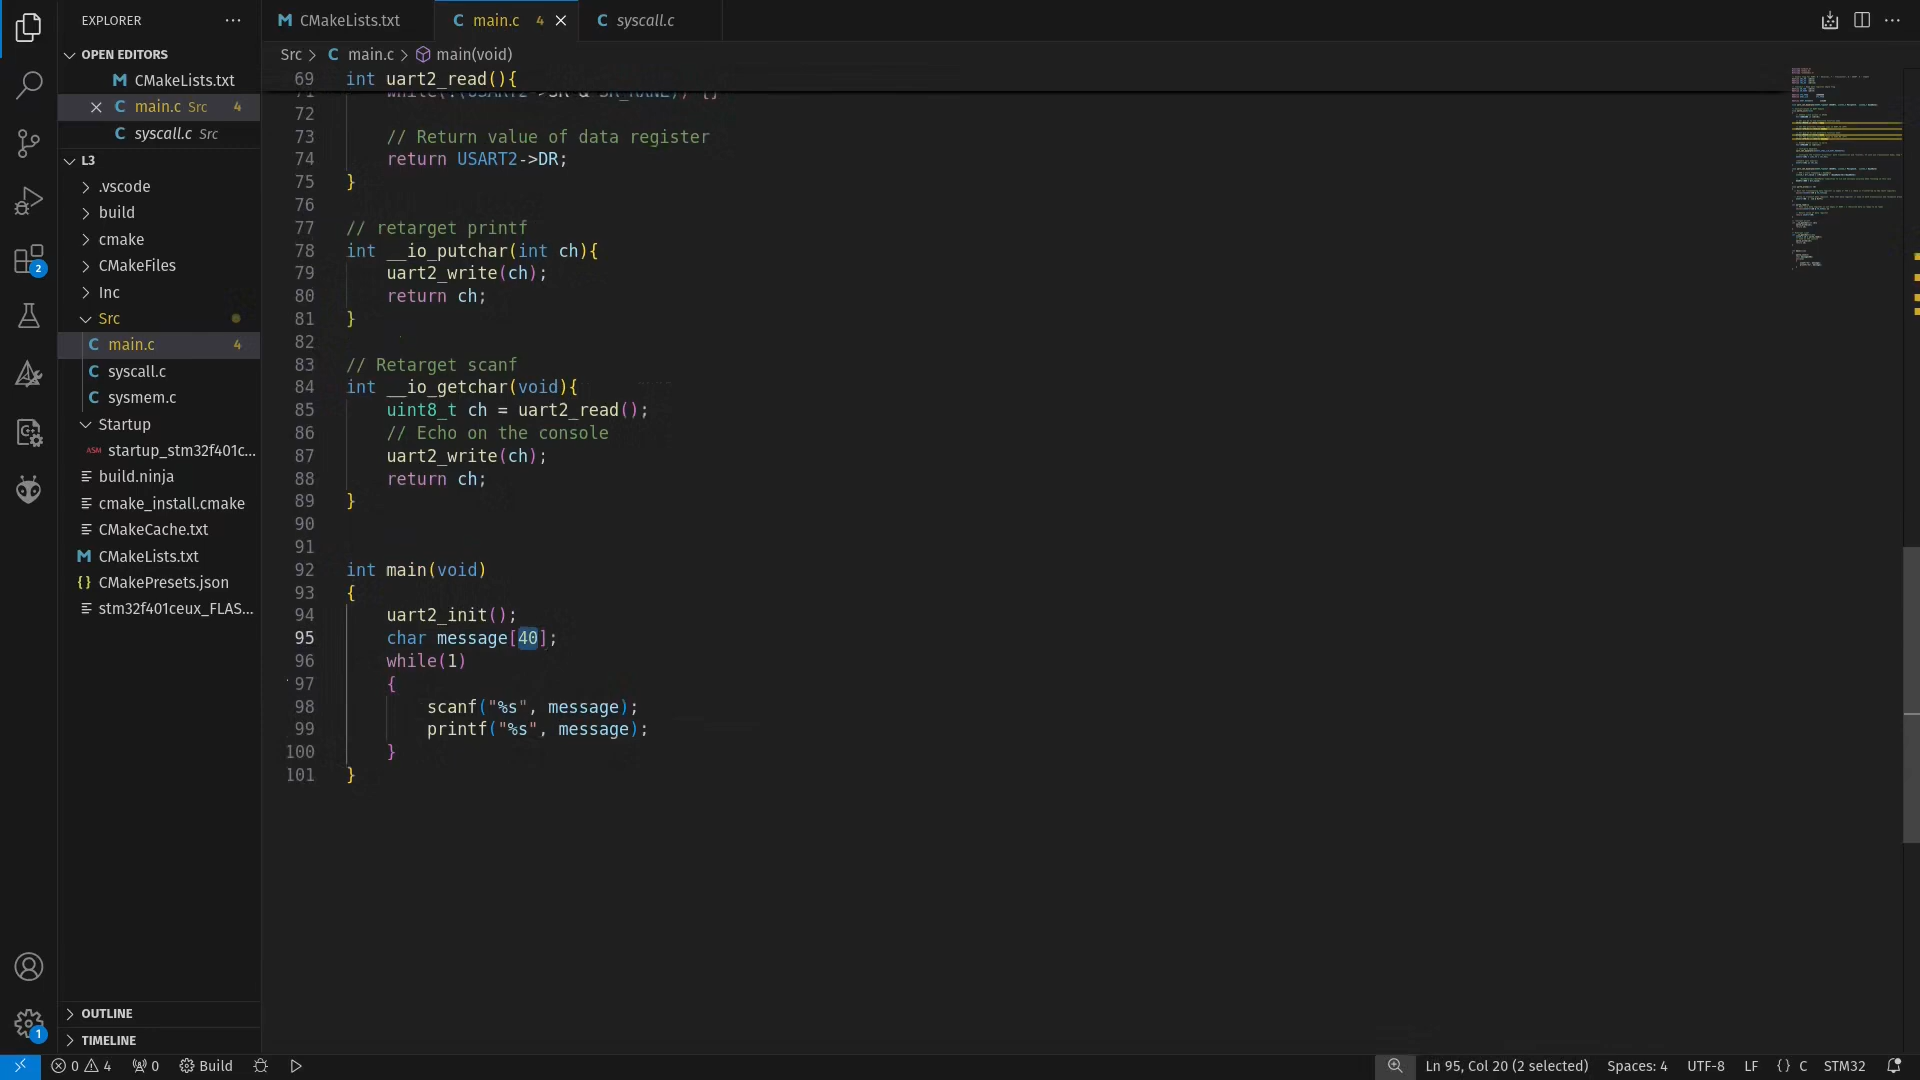 EXPLORER
OPEN EDITORS
CMakeLists.txt
main.c Src 4
syscall.c Src
L3
.vscode
build
cmake
CMakeFiles
Inc
Src
main.c 4
syscall.c
sysmem.c
Startup
ASM startup_stm32f401c...
build.ninja
cmake_install.cmake
CMakeCache.txt
CMakeLists.txt
CMakePresets.json
stm32f401ceux_FLAS...
OUTLINE
TIMELINE
2
1
CMakeLists.txt
main.c 4
syscall.c
Src > main.c > main(void)
69 int uart2_read(){
71 while(!(USART2->SR & SR_RXNE)) {}
72
73 // Return value of data register
74 return USART2->DR;
75 }
76
77 // retarget printf
78 int __io_putchar(int ch){
79 uart2_write(ch);
80 return ch;
81 }
82
83 // Retarget scanf
84 int __io_getchar(void){
85 uint8_t ch = uart2_read();
86 // Echo on the console
87 uart2_write(ch);
88 return ch;
89 }
90
91
92 int main(void)
93 {
94 uart2_init();
95 char message[40];
96 while(1)
97 {
98 scanf("%s", message);
99 printf("%s", message);
100 }
101 }
0 4 0 Build
Ln 95, Col 20 (2 selected) Spaces: 4 UTF-8 LF {} C STM32